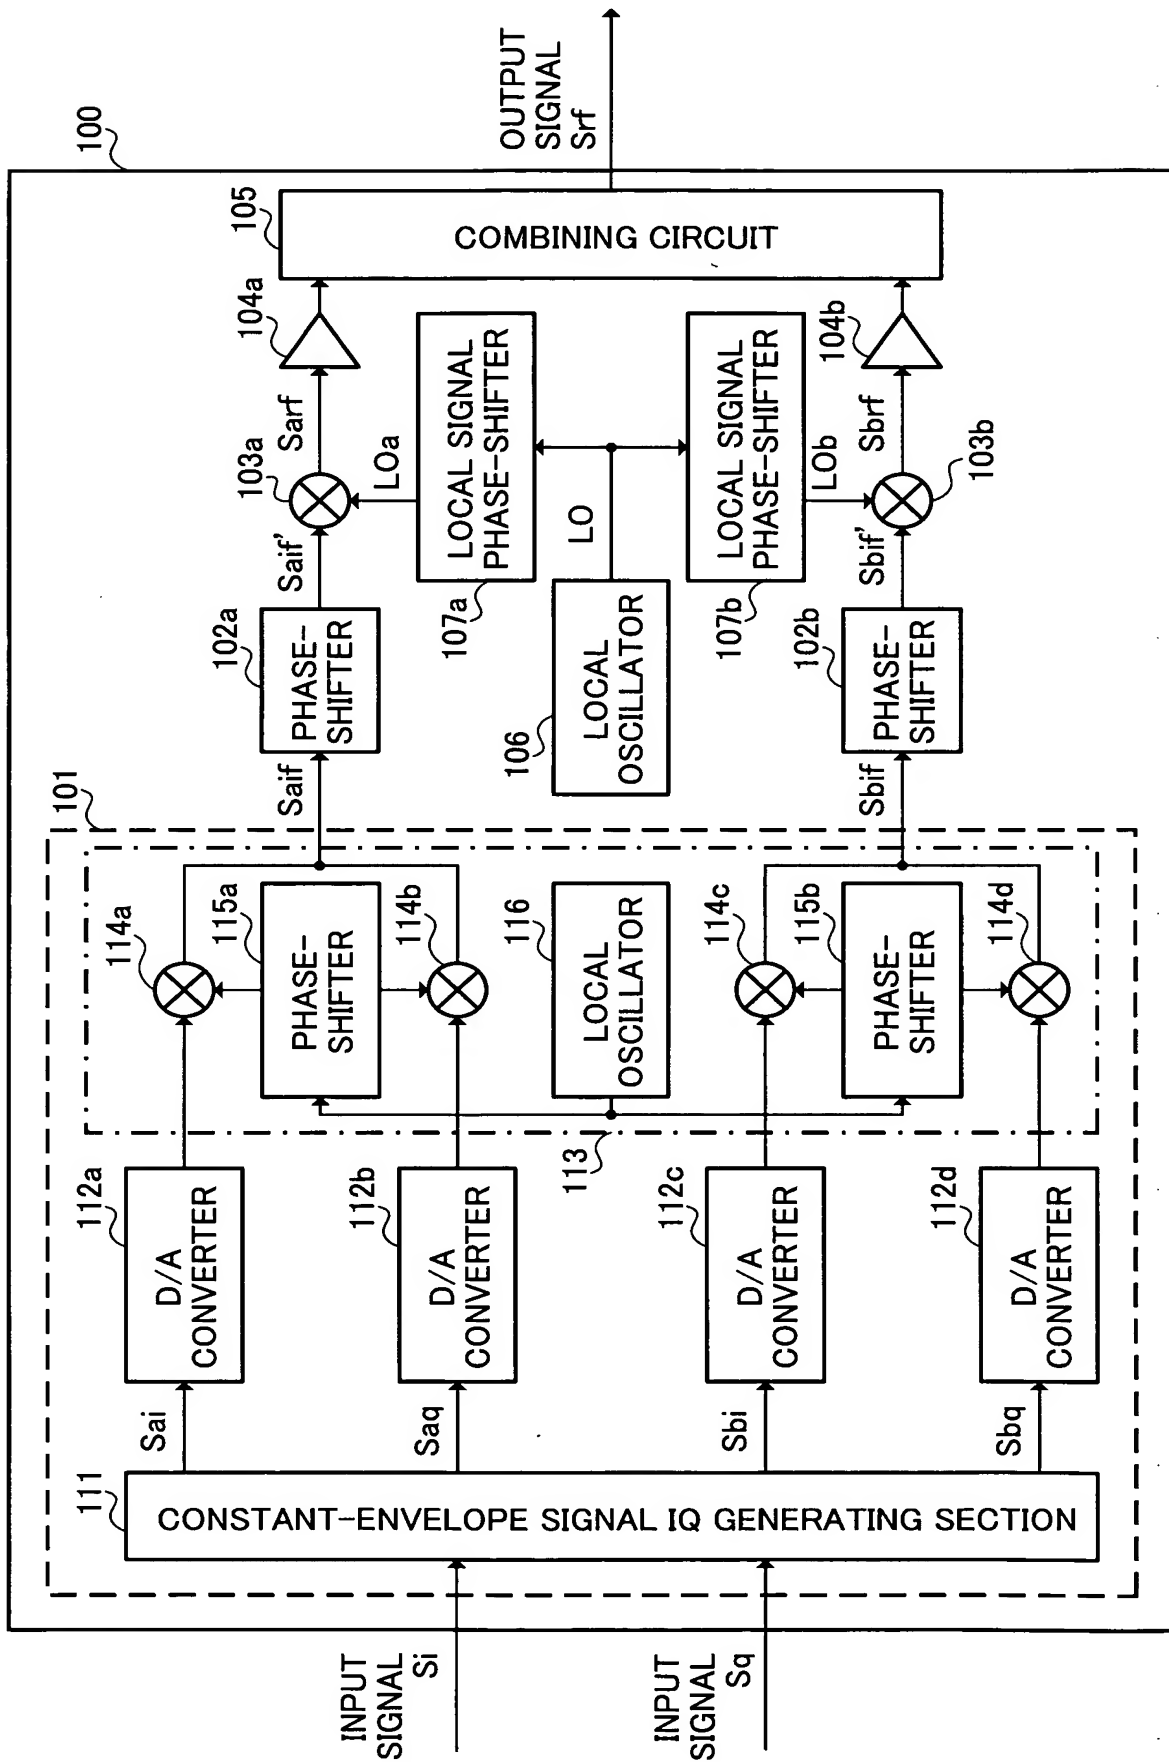 100
INPUT
SIGNAL
Si
INPUT
SIGNAL
Sq
101
111
CONSTANT-ENVELOPE SIGNAL IQ GENERATING SECTION
Sai
Saq
Sbi
Sbq
112a
D/A
CONVERTER
112b
D/A
CONVERTER
112c
D/A
CONVERTER
112d
D/A
CONVERTER
113
114a
115a
PHASE-
SHIFTER
114b
116
LOCAL
OSCILLATOR
114c
115b
PHASE-
SHIFTER
114d
Saif
Sbif
102a
PHASE-
SHIFTER
106
LOCAL
OSCILLATOR
102b
PHASE-
SHIFTER
Saif'
LO
Sbif'
103a
LOa
107a
LOCAL SIGNAL
PHASE-SHIFTER
107b
LOCAL SIGNAL
PHASE-SHIFTER
LOb
103b
Sarf
Sbrf
104a
104b
105
COMBINING CIRCUIT
OUTPUT
SIGNAL
Srf